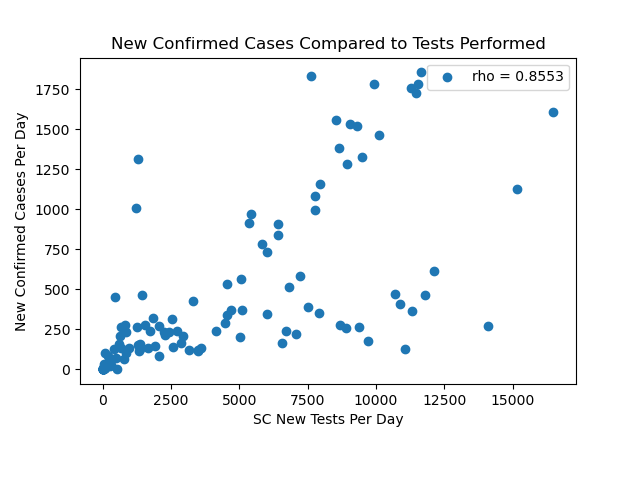 New Confirmed Cases Compared to Tests Performed
rho = 0.8553
New Confirmed Caeses Per Day
1750
1500
1250
1000
750
500
250
0
0 2500 5000 7500 10000 12500 15000
SC New Tests Per Day